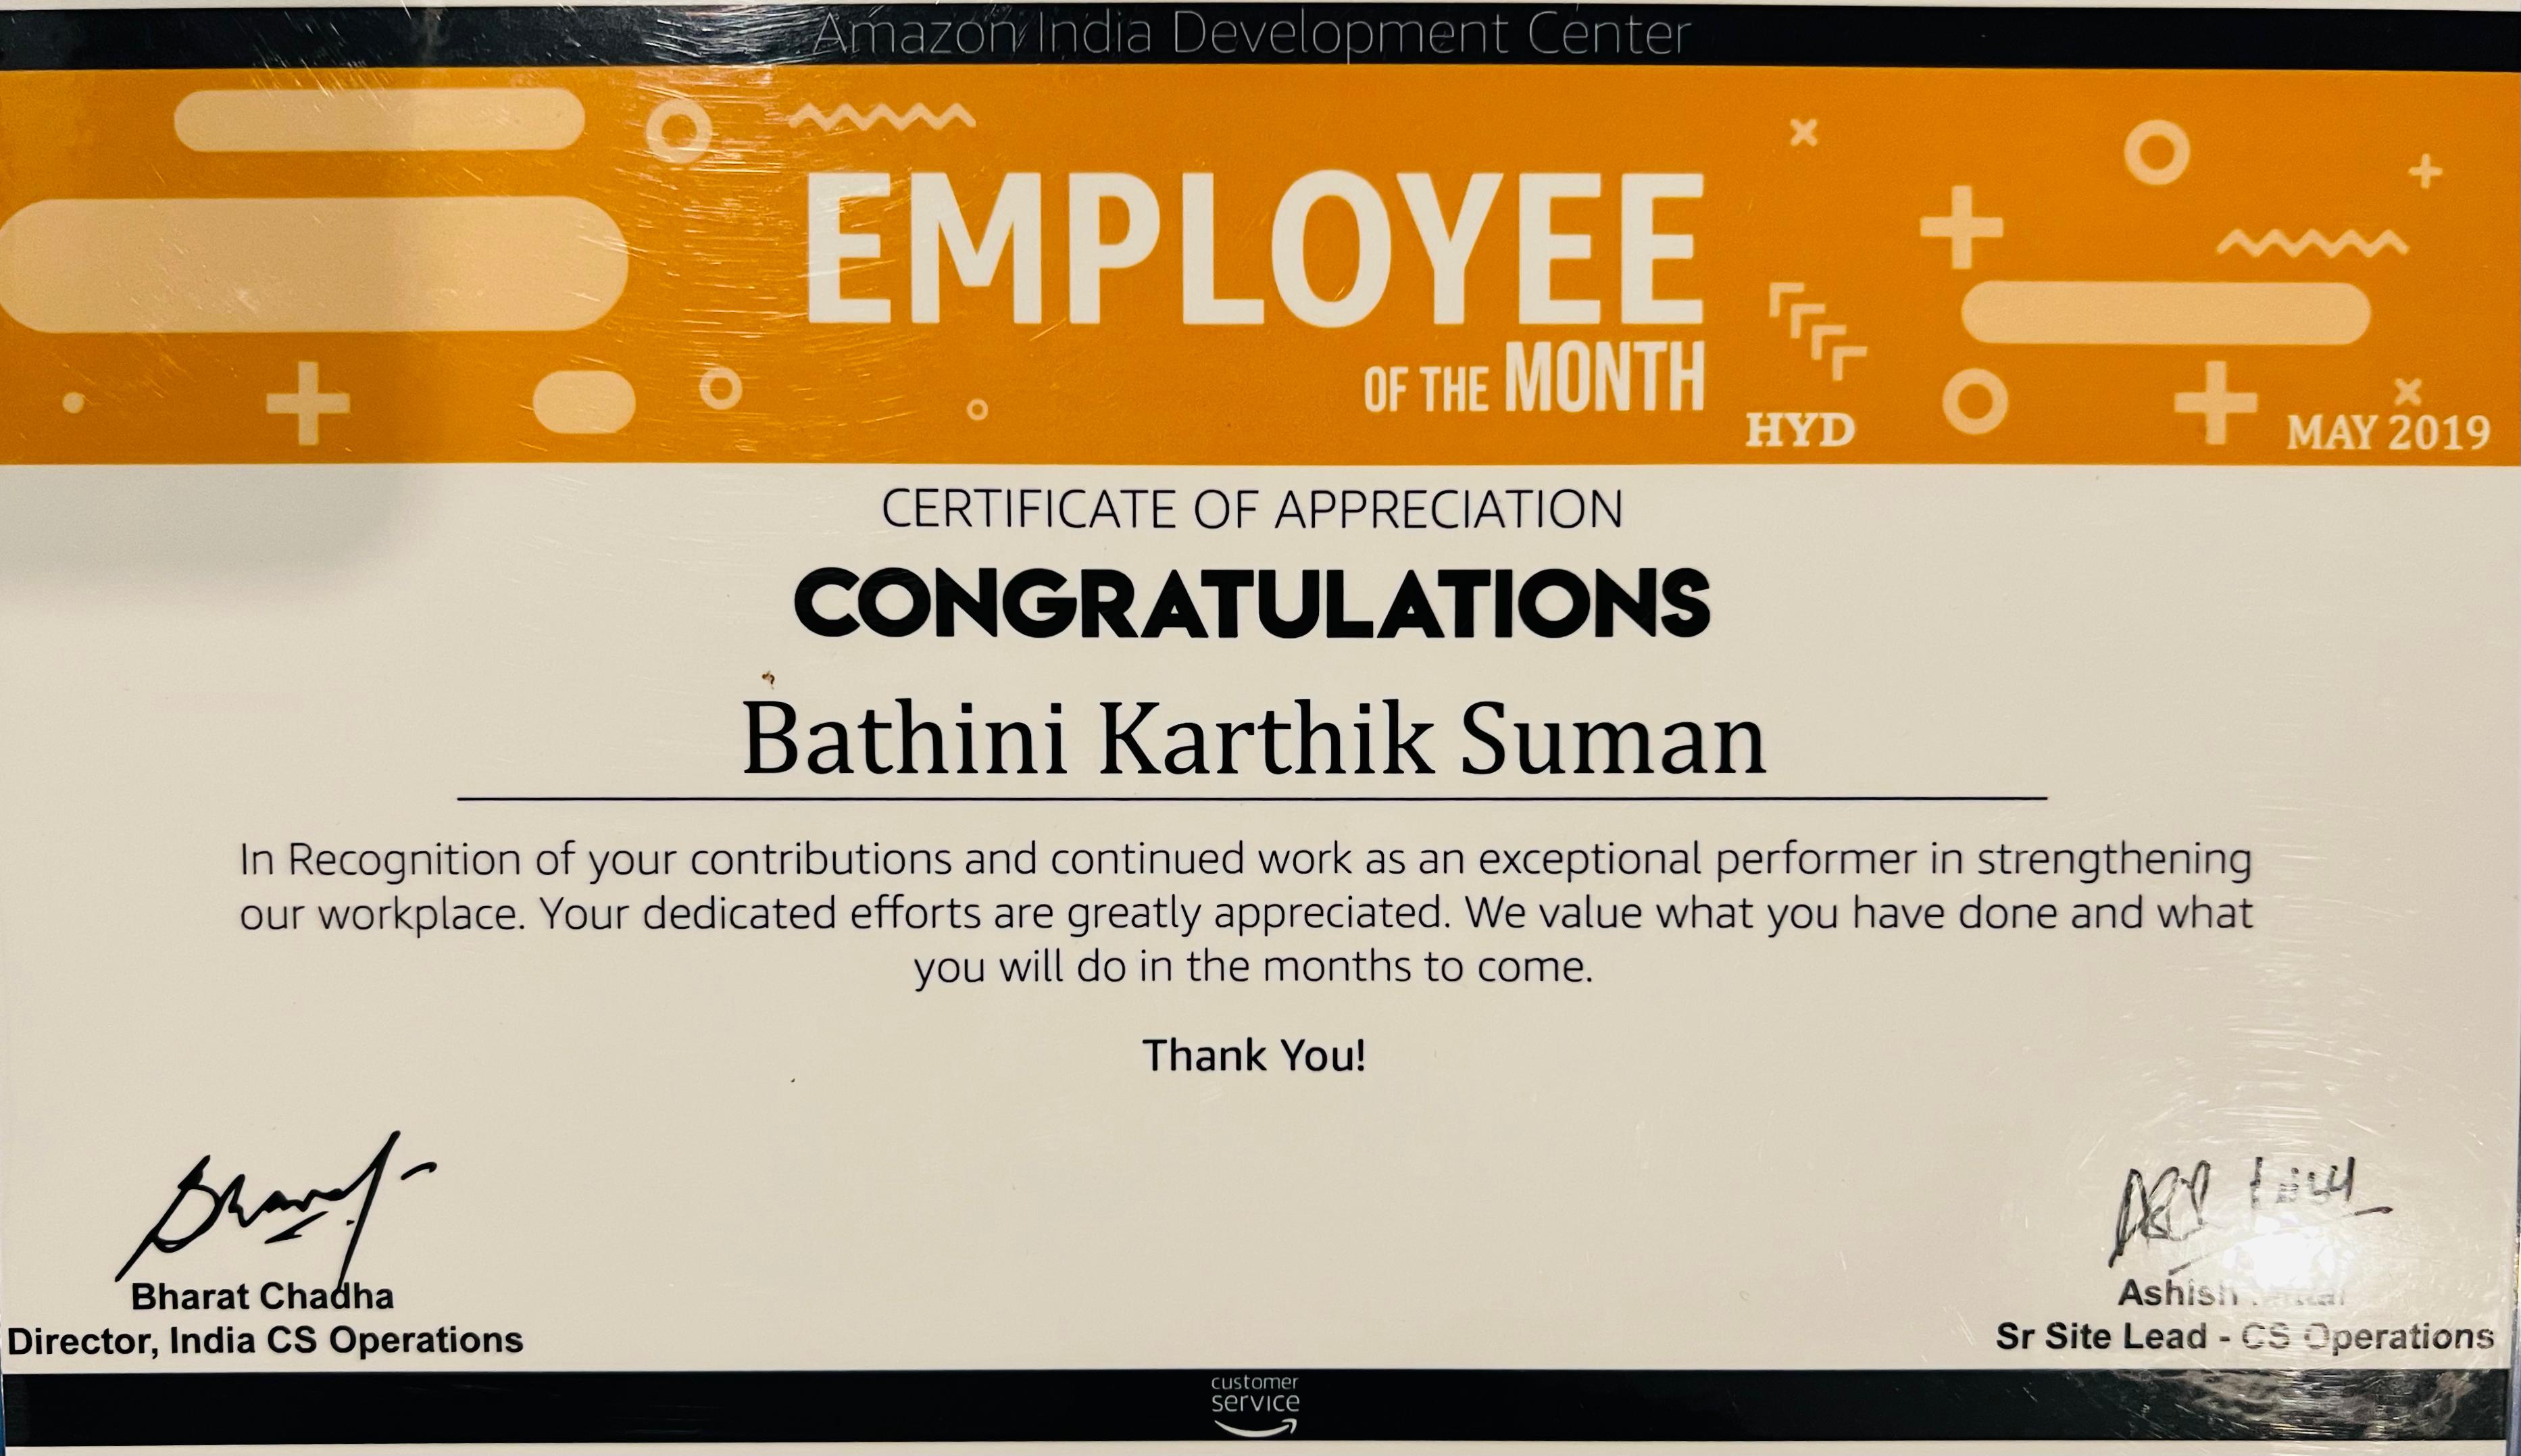 Amazon India Development Center
EMPLOYEE
OF THE MONTH
HYD
MAY 2019
CERTIFICATE OF APPRECIATION
CONGRATULATIONS
Bathini Karthik Suman
In Recognition of your contributions and continued work as an exceptional performer in strengthening
our workplace. Your dedicated efforts are greatly appreciated. We value what you have done and what
you will do in the months to come.
Thank You!
Bharat Chadha
Director, India CS Operations
Ashish
Sr Site Lead - CS Operations
customer
service